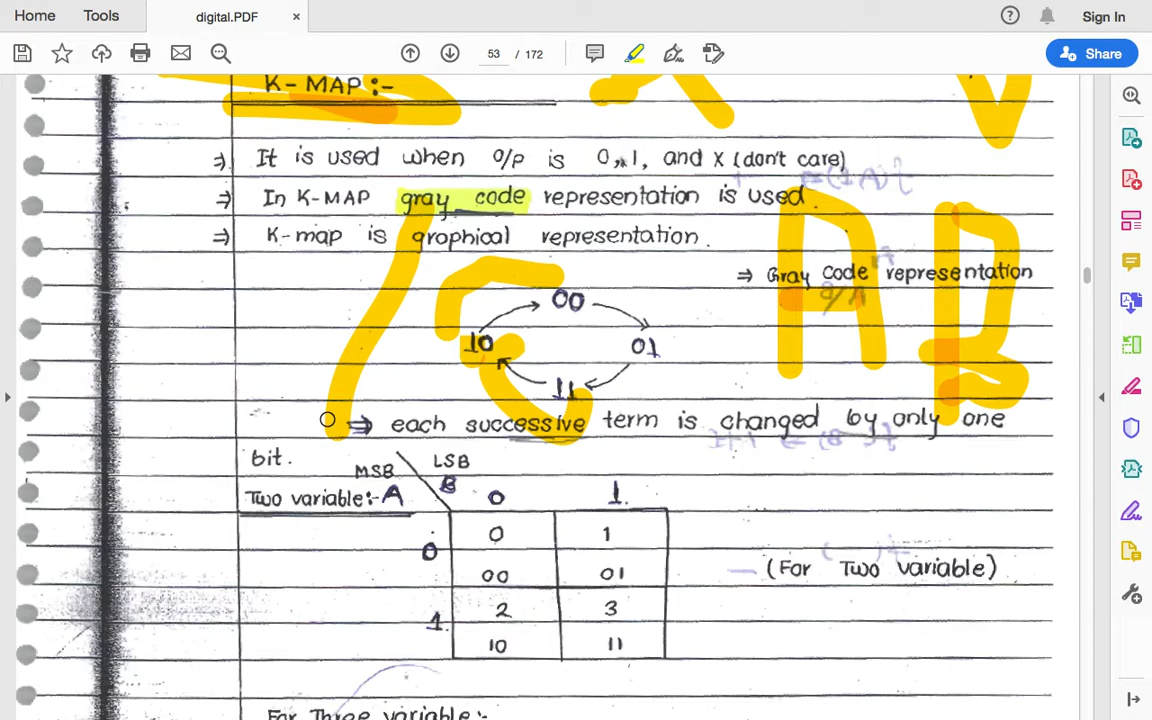 Home Tools digital.PDF × Sign In
53 / 172 Share
K-MAP :-
⇒ It is used when O/P is 0, 1, and X (don't care)
⇒ In K-MAP gray code representation is used.
⇒ K-map is graphical representation.
⇒ Gray Code representation
A B
00
10 01
11
⇒ each successive term is changed by only one
bit.
MSB LSB
Two variable:- A B 0 1
0 0 1
00 01
(For Two variable)
1 2 3
10 11
For Three variable:-